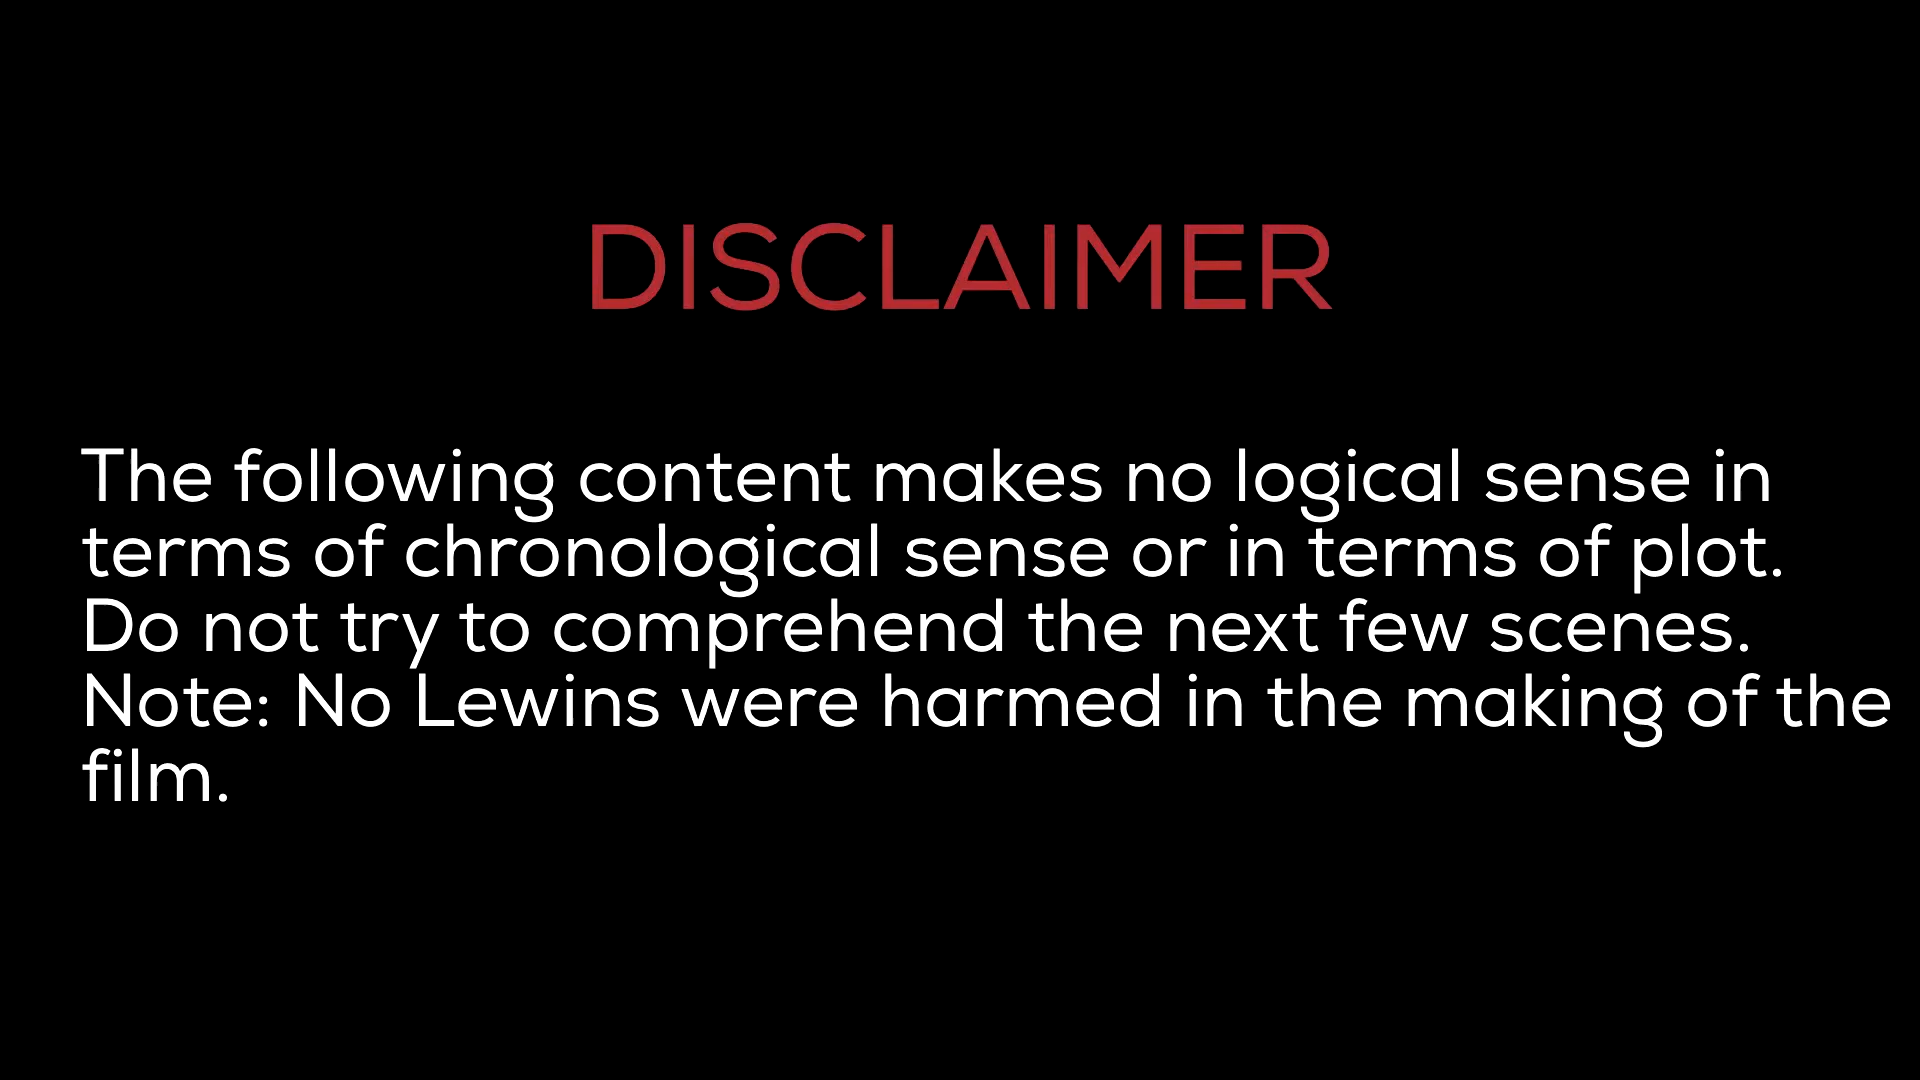 DISCLAIMER
The following content makes no logical sense in
terms of chronological sense or in terms of plot.
Do not try to comprehend the next few scenes.
Note: No Lewins were harmed in the making of the
film.